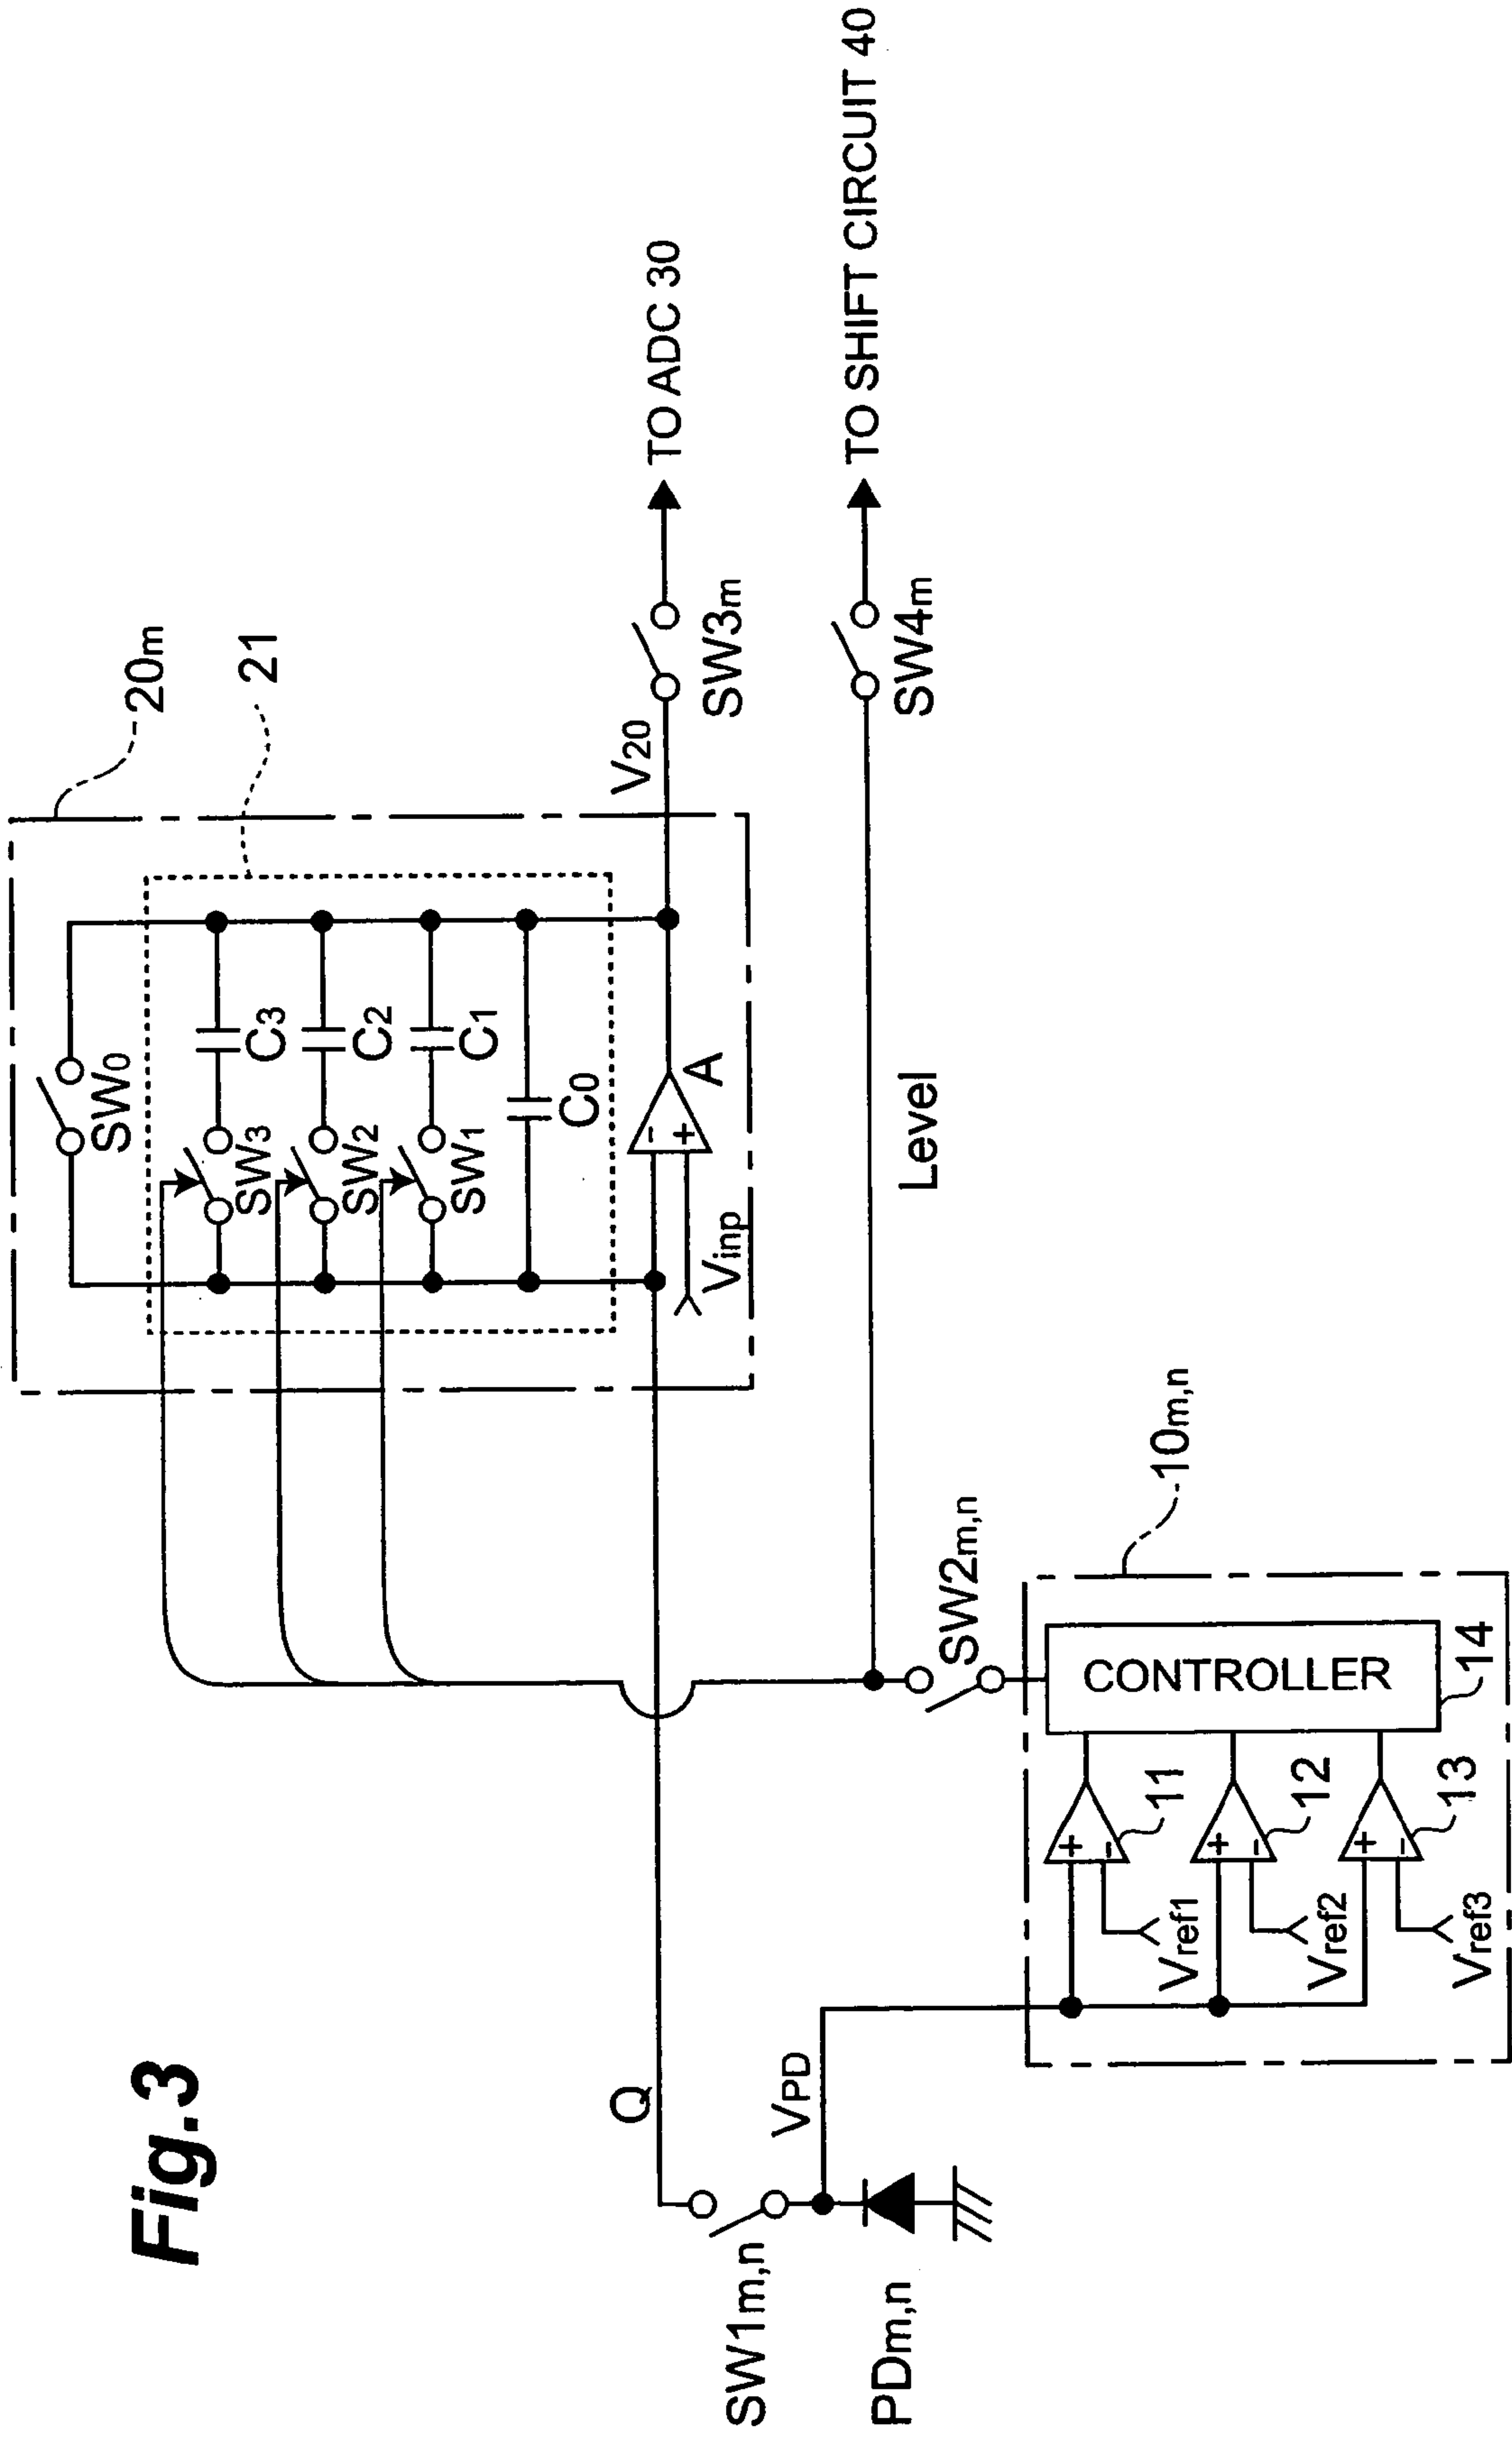 Fig.3
20m
21
SW0
SW3
C3
SW2
C2
SW1
C1
C0
A
-
+
Vinp
V20
SW3m
TO ADC 30
Q
SW1m,n
VPD
PDm,n
Level
SW4m
TO SHIFT CIRCUIT 40
SW2m,n
10m,n
CONTROLLER
14
+
-
11
Vref1
+
-
12
Vref2
+
-
13
Vref3